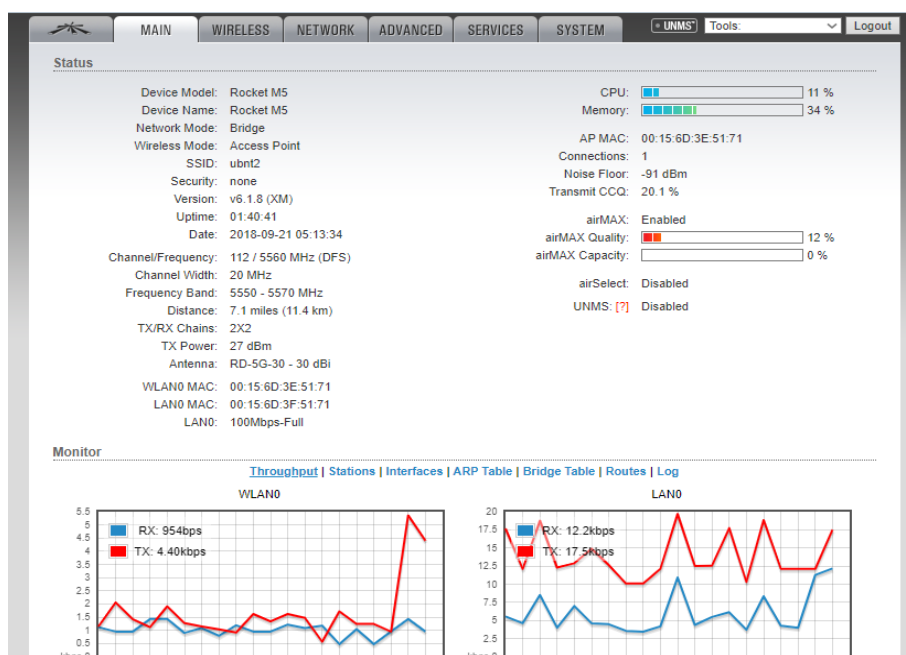 MAIN WIRELESS NETWORK ADVANCED SERVICES SYSTEM UNMS™ Tools: Logout
Status
Device Model: Rocket M5
Device Name: Rocket M5
Network Mode: Bridge
Wireless Mode: Access Point
SSID: ubnt2
Security: none
Version: v6.1.8 (XM)
Uptime: 01:40:41
Date: 2018-09-21 05:13:34
Channel/Frequency: 112 / 5560 MHz (DFS)
Channel Width: 20 MHz
Frequency Band: 5550 - 5570 MHz
Distance: 7.1 miles (11.4 km)
TX/RX Chains: 2X2
TX Power: 27 dBm
Antenna: RD-5G-30 - 30 dBi
WLAN0 MAC: 00:15:6D:3E:51:71
LAN0 MAC: 00:15:6D:3F:51:71
LAN0: 100Mbps-Full
CPU: 11 %
Memory: 34 %
AP MAC: 00:15:6D:3E:51:71
Connections: 1
Noise Floor: -91 dBm
Transmit CCQ: 20.1 %
airMAX: Enabled
airMAX Quality: 12 %
airMAX Capacity: 0 %
airSelect: Disabled
UNMS: [?] Disabled
Monitor
Throughput | Stations | Interfaces | ARP Table | Bridge Table | Routes | Log
WLAN0
5.5
5
4.5
4
3.5
3
2.5
2
1.5
1
0.5
RX: 954bps
TX: 4.40kbps
LAN0
20
17.5
15
12.5
10
7.5
5
2.5
RX: 12.2kbps
TX: 17.5kbps